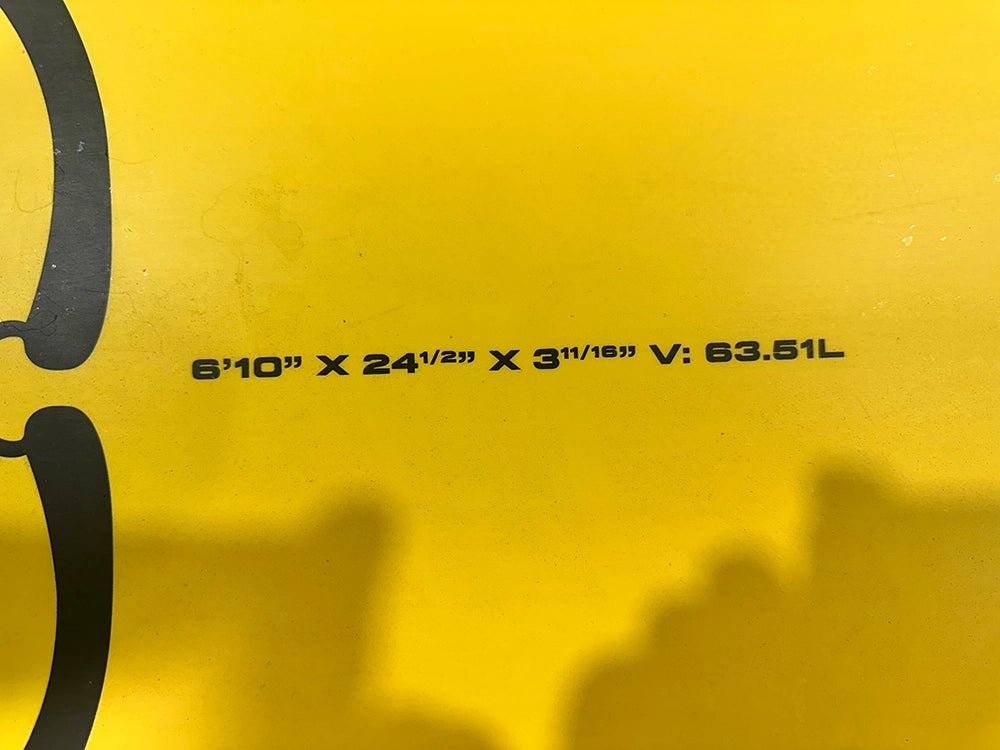 6’10” X 24 1/2” X 3 11/16” V: 63.51L